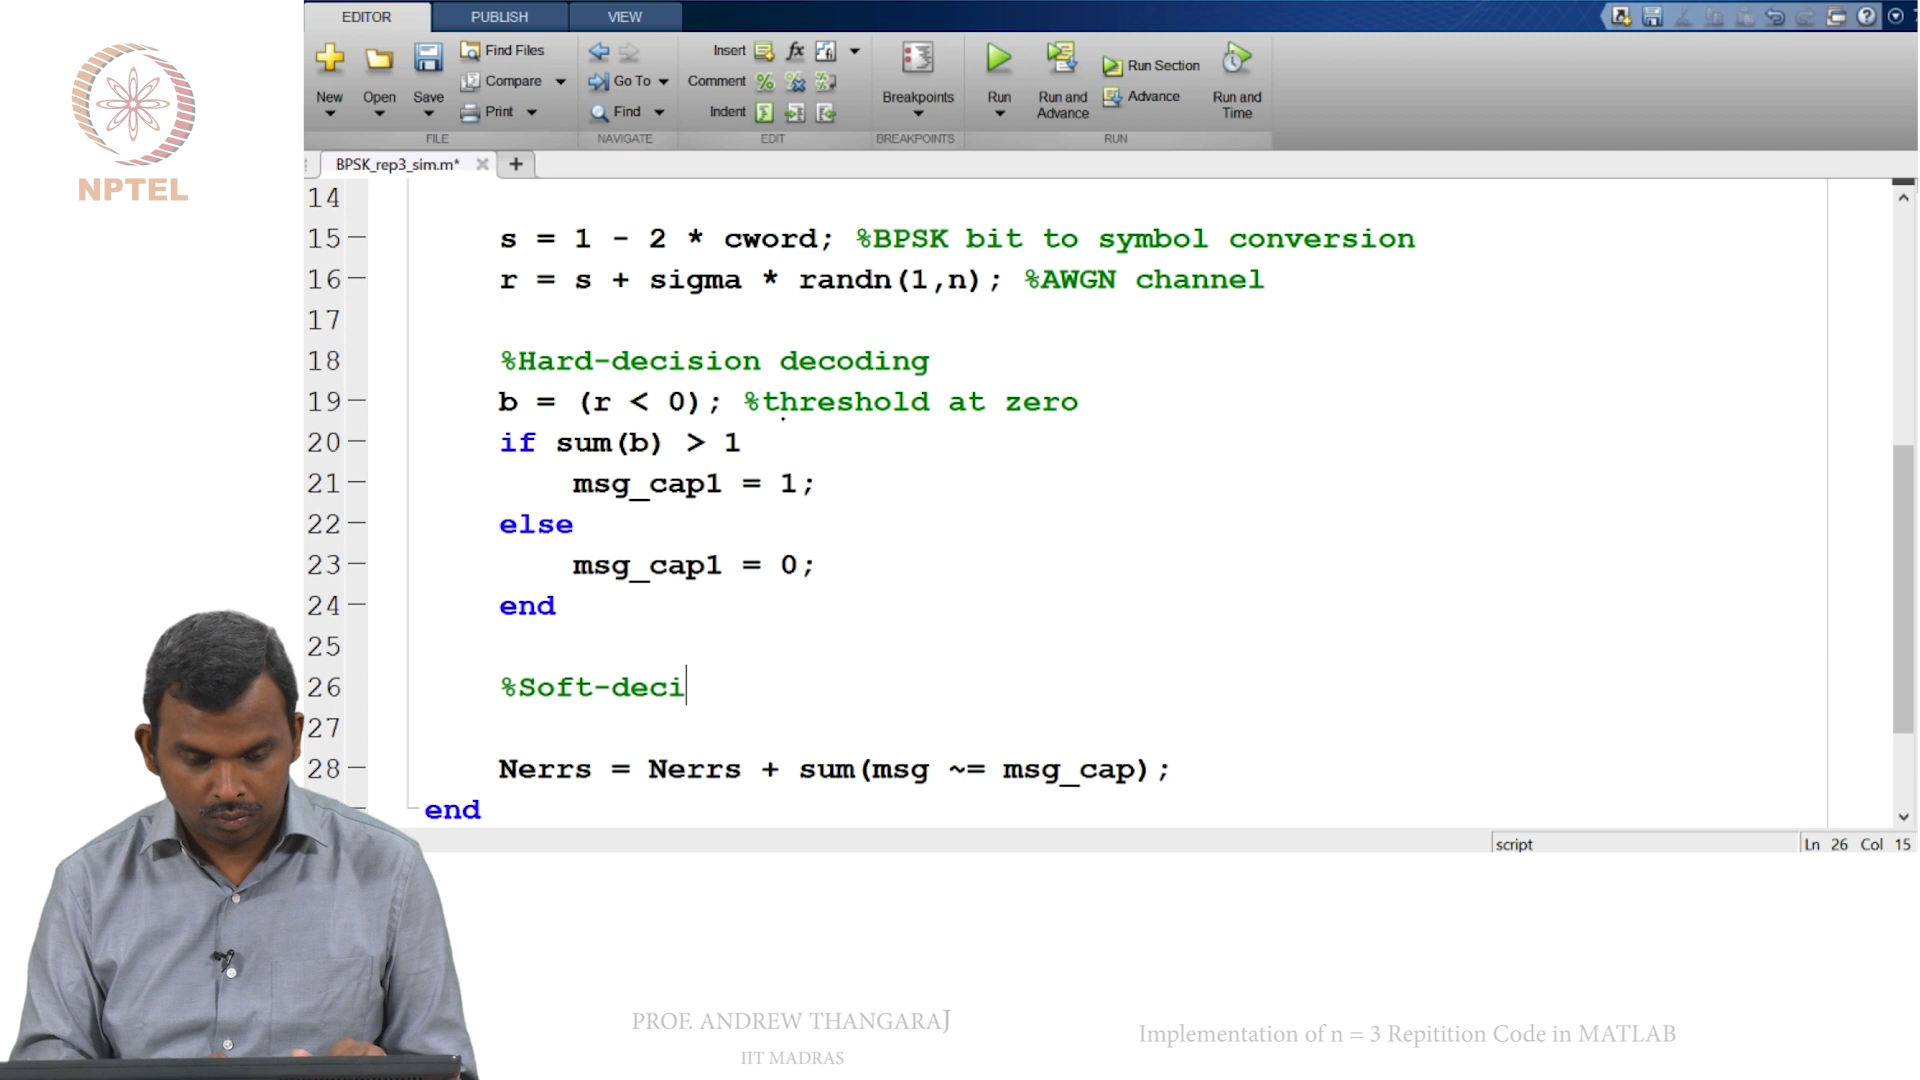 EDITOR PUBLISH VIEW
NPTEL
New Open Save
Find Files
Compare
Print
FILE
Go To
Find
NAVIGATE
Insert fx
Comment
Indent
EDIT
Breakpoints
BREAKPOINTS
Run
Run and Advance
Run Section
Advance
Run and Time
RUN
BPSK_rep3_sim.m*
14
15 s = 1 - 2 * cword; %BPSK bit to symbol conversion
16 r = s + sigma * randn(1,n); %AWGN channel
17
18 %Hard-decision decoding
19 b = (r < 0); %threshold at zero
20 if sum(b) > 1
21 msg_cap1 = 1;
22 else
23 msg_cap1 = 0;
24 end
25
26 %Soft-deci
27
28 Nerrs = Nerrs + sum(msg ~= msg_cap);
end
script Ln 26 Col 15
PROF. ANDREW THANGARAJ
IIT MADRAS
Implementation of n = 3 Repitition Code in MATLAB